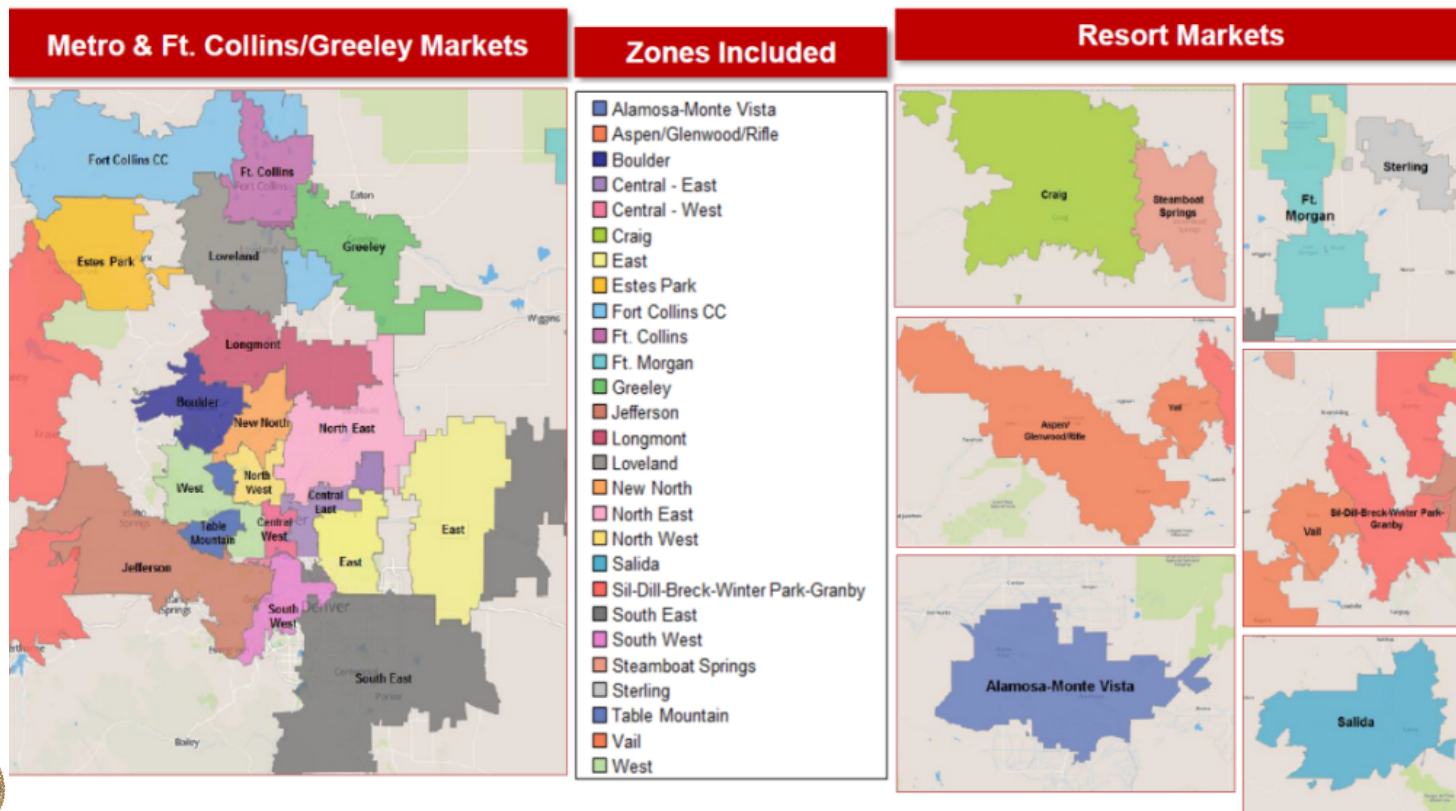 Metro & Ft. Collins/Greeley Markets
Fort Collins CC
Ft. Collins
Fort Collins
Eaton
Estes Park
Loveland
Greeley
Wiggins
Longmont
Boulder
New North
North East
West
North
West
Central
East
Table
Mountain
Central
West
East
East
Jefferson
South
West
Denver
South East
Bailey
Zones Included
Alamosa-Monte Vista
Aspen/Glenwood/Rifle
Boulder
Central - East
Central - West
Craig
East
Estes Park
Fort Collins CC
Ft. Collins
Ft. Morgan
Greeley
Jefferson
Longmont
Loveland
New North
North East
North West
Salida
Sil-Dill-Breck-Winter Park-Granby
South East
South West
Steamboat Springs
Sterling
Table Mountain
Vail
West
Resort Markets
Craig
Steamboat
Springs
Ft.
Morgan
Sterling
Aspen/
Glenwood/Rifle
Vail
Sil-Dill-Breck-Winter Park-
Granby
Vail
Alamosa-Monte Vista
Salida